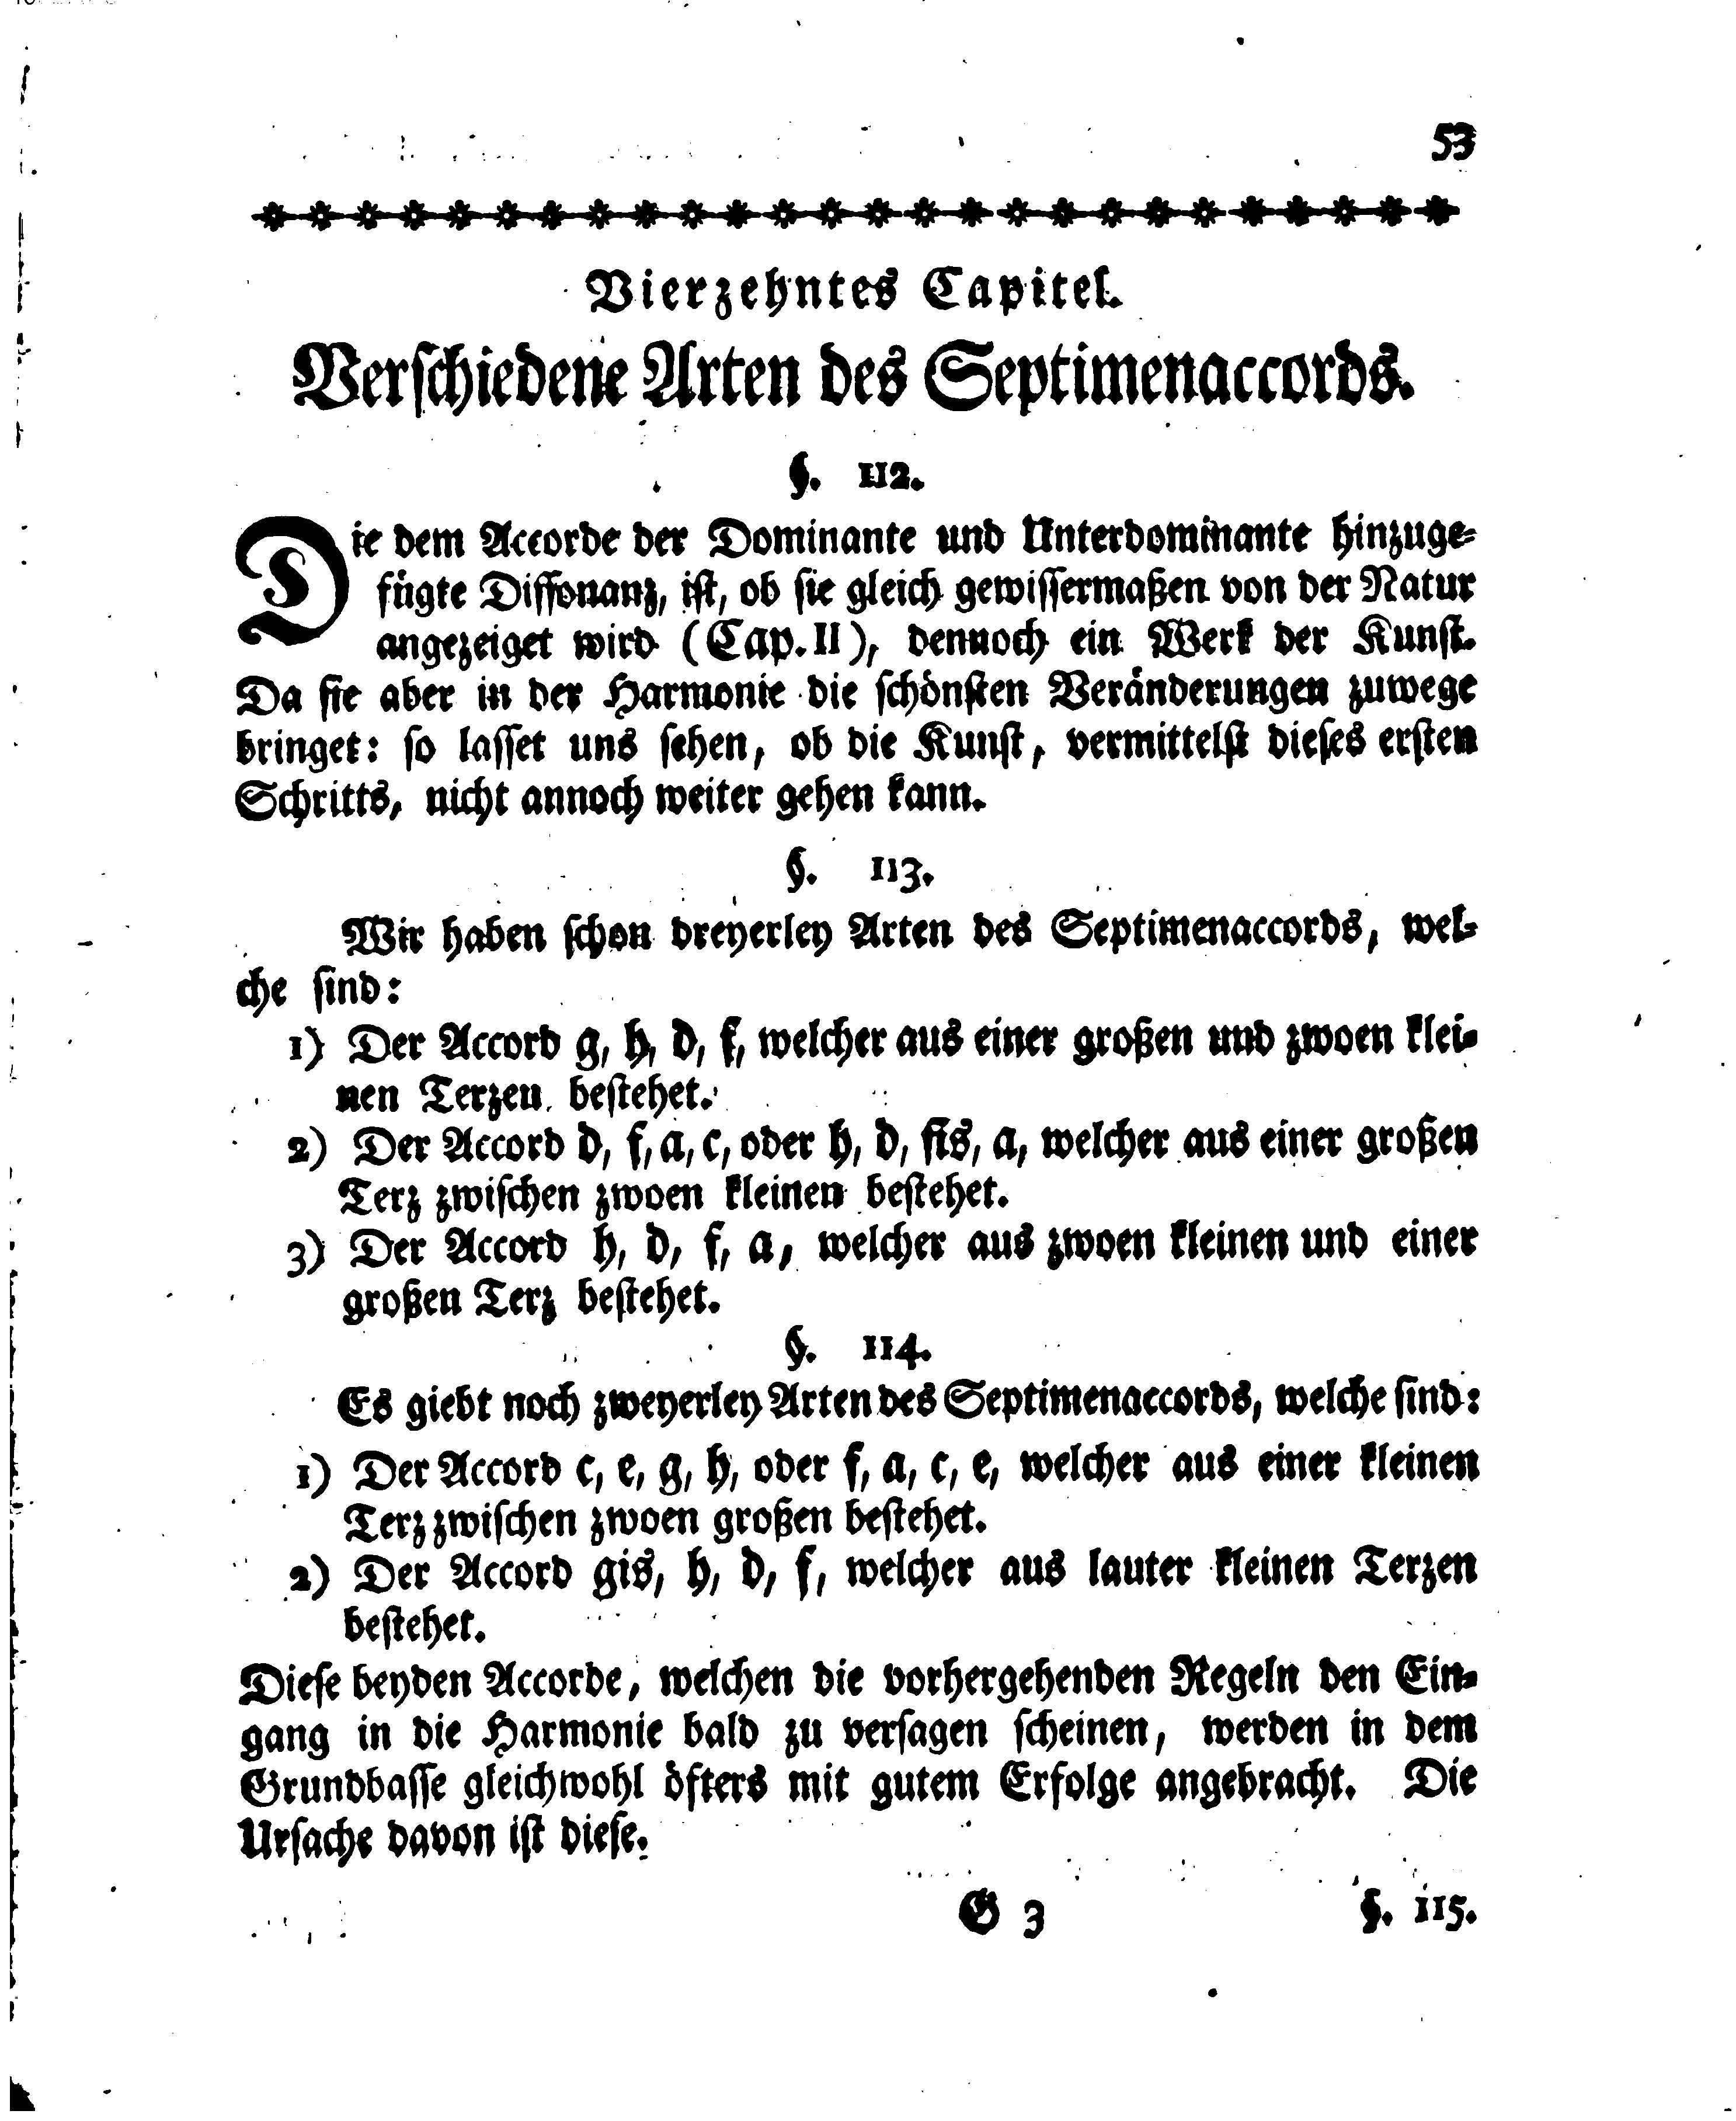 53
Vierzehntes Capitel.
Verschiedene Arten des Septimenaccords.
§. 112.
Die dem Accorde der Dominante und Unterdominante hinzuge-
fügte Dissonanz, ist, ob sie gleich gewissermaßen von der Natur
angezeiget wird (Cap. II), dennoch ein Werk der Kunst.
Da sie aber in der Harmonie die schönsten Veränderungen zuwege
bringet: so lasset uns sehen, ob die Kunst, vermittelst dieses ersten
Schritts, nicht annoch weiter gehen kann.
§. 113.
Wir haben schon dreyerley Arten des Septimenaccords, wel-
che sind:
1) Der Accord g, h, d, f, welcher aus einer großen und zwoen klei-
nen Terzen bestehet.
2) Der Accord d, f, a, c, oder h, d, fis, a, welcher aus einer großen
Terz zwischen zwoen kleinen bestehet.
3) Der Accord h, d, f, a, welcher aus zwoen kleinen und einer
großen Terz bestehet.
§. 114.
Es giebt noch zweyerley Arten des Septimenaccords, welche sind:
1) Der Accord c, e, g, h, oder f, a, c, e, welcher aus einer kleinen
Terz zwischen zwoen großen bestehet.
2) Der Accord gis, h, d, f, welcher aus lauter kleinen Terzen
bestehet.
Diese beyden Accorde, welchen die vorhergehenden Regeln den Ein-
gang in die Harmonie bald zu versagen scheinen, werden in dem
Grundbasse gleichwohl öfters mit gutem Erfolge angebracht. Die
Ursache davon ist diese.
G 3 §. 115.